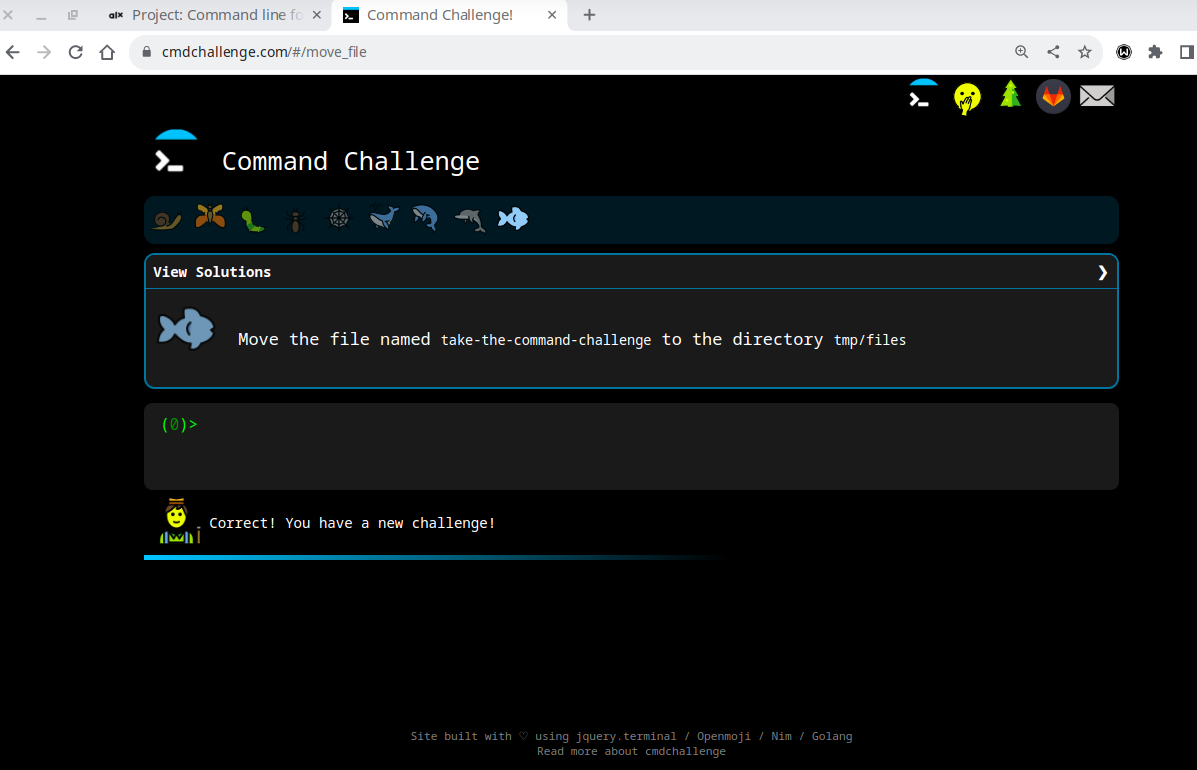 Project: Command line fo
Command Challenge!
cmdchallenge.com/#/move_file
Command Challenge
View Solutions
Move the file named take-the-command-challenge to the directory tmp/files
(0)>
Correct! You have a new challenge!
Site built with ♡ using jquery.terminal / Openmoji / Nim / Golang
Read more about cmdchallenge